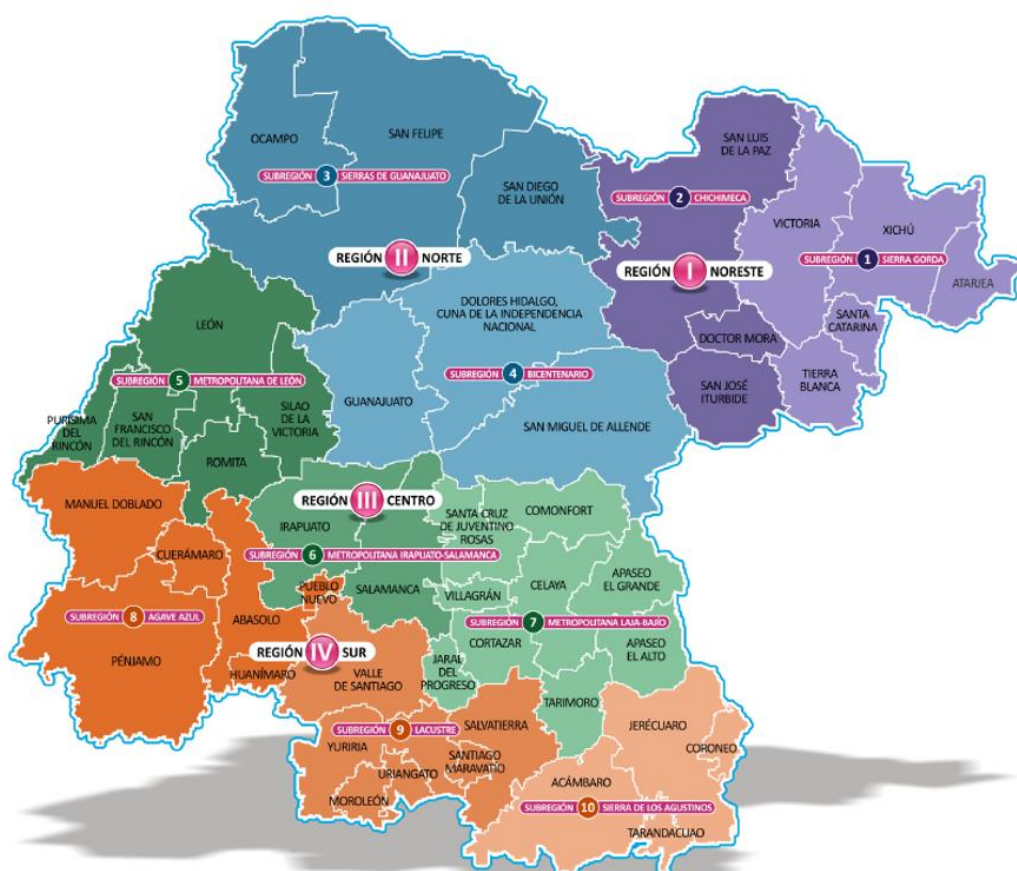 SAN LUIS
DE LA PAZ
OCAMPO
SAN FELIPE
SUBREGIÓN 3 SIERRAS DE GUANAJUATO
SAN DIEGO
DE LA UNIÓN
SUBREGIÓN 2 CHICHIMECA
VICTORIA
XICHÚ
REGIÓN II NORTE
REGIÓN I NORESTE
SUBREGIÓN 1 SIERRA GORDA
ATARJEA
DOLORES HIDALGO,
CUNA DE LA INDEPENDENCIA
NACIONAL
SANTA
CATARINA
LEÓN
DOCTOR MORA
SUBREGIÓN 5 METROPOLITANA DE LEÓN
SUBREGIÓN 4 BICENTENARIO
TIERRA
BLANCA
SAN JOSÉ
ITURBIDE
GUANAJUATO
PURÍSIMA
DEL
RINCÓN
SAN
FRANCISCO
DEL RINCÓN
SILAO
DE LA
VICTORIA
SAN MIGUEL DE ALLENDE
ROMITA
MANUEL DOBLADO
REGIÓN III CENTRO
IRAPUATO
SANTA CRUZ
DE JUVENTINO
ROSAS
COMONFORT
CUERÁMARO
SUBREGIÓN 6 METROPOLITANA IRAPUATO-SALAMANCA
PUEBLO
NUEVO
SALAMANCA
VILLAGRÁN
CELAYA
APASEO
EL GRANDE
SUBREGIÓN 8 AGAVE AZUL
ABASOLO
SUBREGIÓN 7 METROPOLITANA LAJA-BAJÍO
PÉNJAMO
REGIÓN IV SUR
CORTAZAR
APASEO
EL ALTO
HUANÍMARO
VALLE
DE SANTIAGO
JARAL
DEL
PROGRESO
TARIMORO
SUBREGIÓN 9 LACUSTRE
SALVATIERRA
JERÉCUARO
YURIRIA
CORONEO
SANTIAGO
MARAVATÍO
URIANGATO
ACÁMBARO
MOROLEÓN
SUBREGIÓN 10 SIERRA DE LOS AGUSTINOS
TARANDACUAO